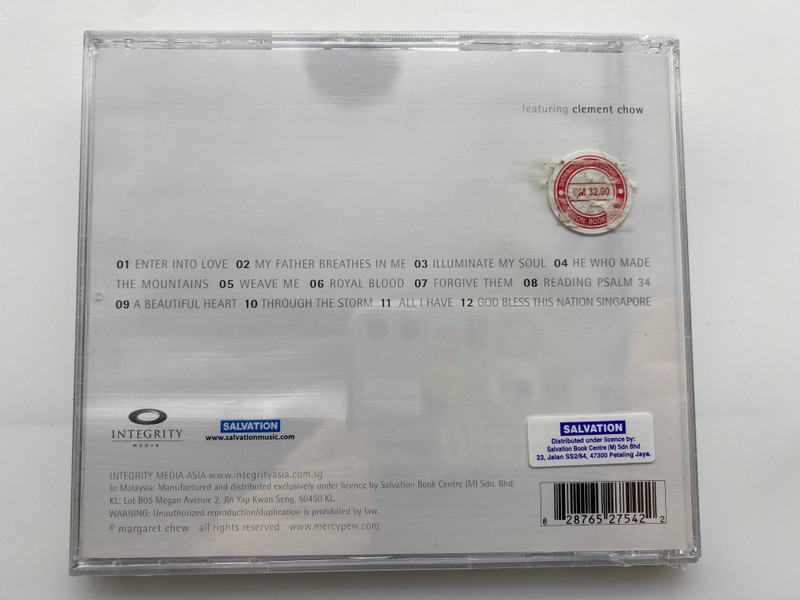 featuring clement chow
RM 32.90
01 ENTER INTO LOVE 02 MY FATHER BREATHES IN ME 03 ILLUMINATE MY SOUL 04 HE WHO MADE
THE MOUNTAINS 05 WEAVE ME 06 ROYAL BLOOD 07 FORGIVE THEM 08 READING PSALM 34
09 A BEAUTIFUL HEART 10 THROUGH THE STORM 11 ALL I HAVE 12 GOD BLESS THIS NATION SINGAPORE
INTEGRITY
MEDIA
SALVATION
www.salvationmusic.com
SALVATION
Distributed under licence by:
Salvation Book Centre (M) Sdn Bhd
23, Jalan SS2/64, 47300 Petaling Jaya.
INTEGRITY MEDIA ASIA www.integrityasia.com.sg
In Malaysia: Manufactured and distributed exclusively under licence by Salvation Book Centre (M) Sdn. Bhd.
KL: Lot B05 Megan Avenue 2, Jln Yap Kwan Seng, 50450 KL
WARNING: Unauthorized reproduction/duplication is prohibited by law.
© margaret chew all rights reserved www.mercypew.com
8 28765 27542 2